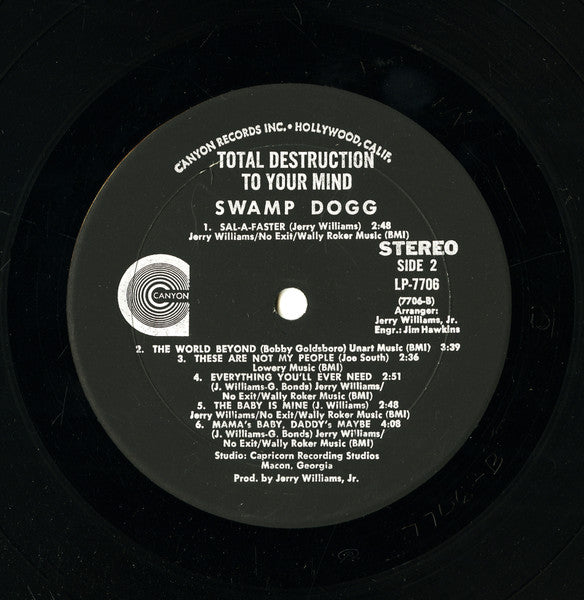 CANYON RECORDS INC. • HOLLYWOOD, CALIF.
TOTAL DESTRUCTION
TO YOUR MIND
SWAMP DOGG
1. SAL-A-FASTER (Jerry Williams) 2:48
Jerry Williams/No Exit/Wally Roker Music (BMI)
STEREO
SIDE 2
LP-7706
(7706-B)
Arranger:
Jerry Williams, Jr.
Engr.: Jim Hawkins
CANYON
2. THE WORLD BEYOND (Bobby Goldsboro) Unart Music (BMI) 3:39
3. THESE ARE NOT MY PEOPLE (Joe South) 2:36
Lowery Music (BMI)
4. EVERYTHING YOU'LL EVER NEED 2:51
(J. Williams-G. Bonds) Jerry Williams/
No Exit/Wally Roker Music (BMI)
5. THE BABY IS MINE (J. Williams) 2:48
Jerry Williams/No Exit/Wally Roker Music (BMI)
6. MAMA'S BABY, DADDY'S MAYBE 4:08
(J. Williams-G. Bonds) Jerry Williams/
No Exit/Wally Roker Music (BMI)
Studio: Capricorn Recording Studios
Macon, Georgia
Prod. by Jerry Williams, Jr.
7706-B